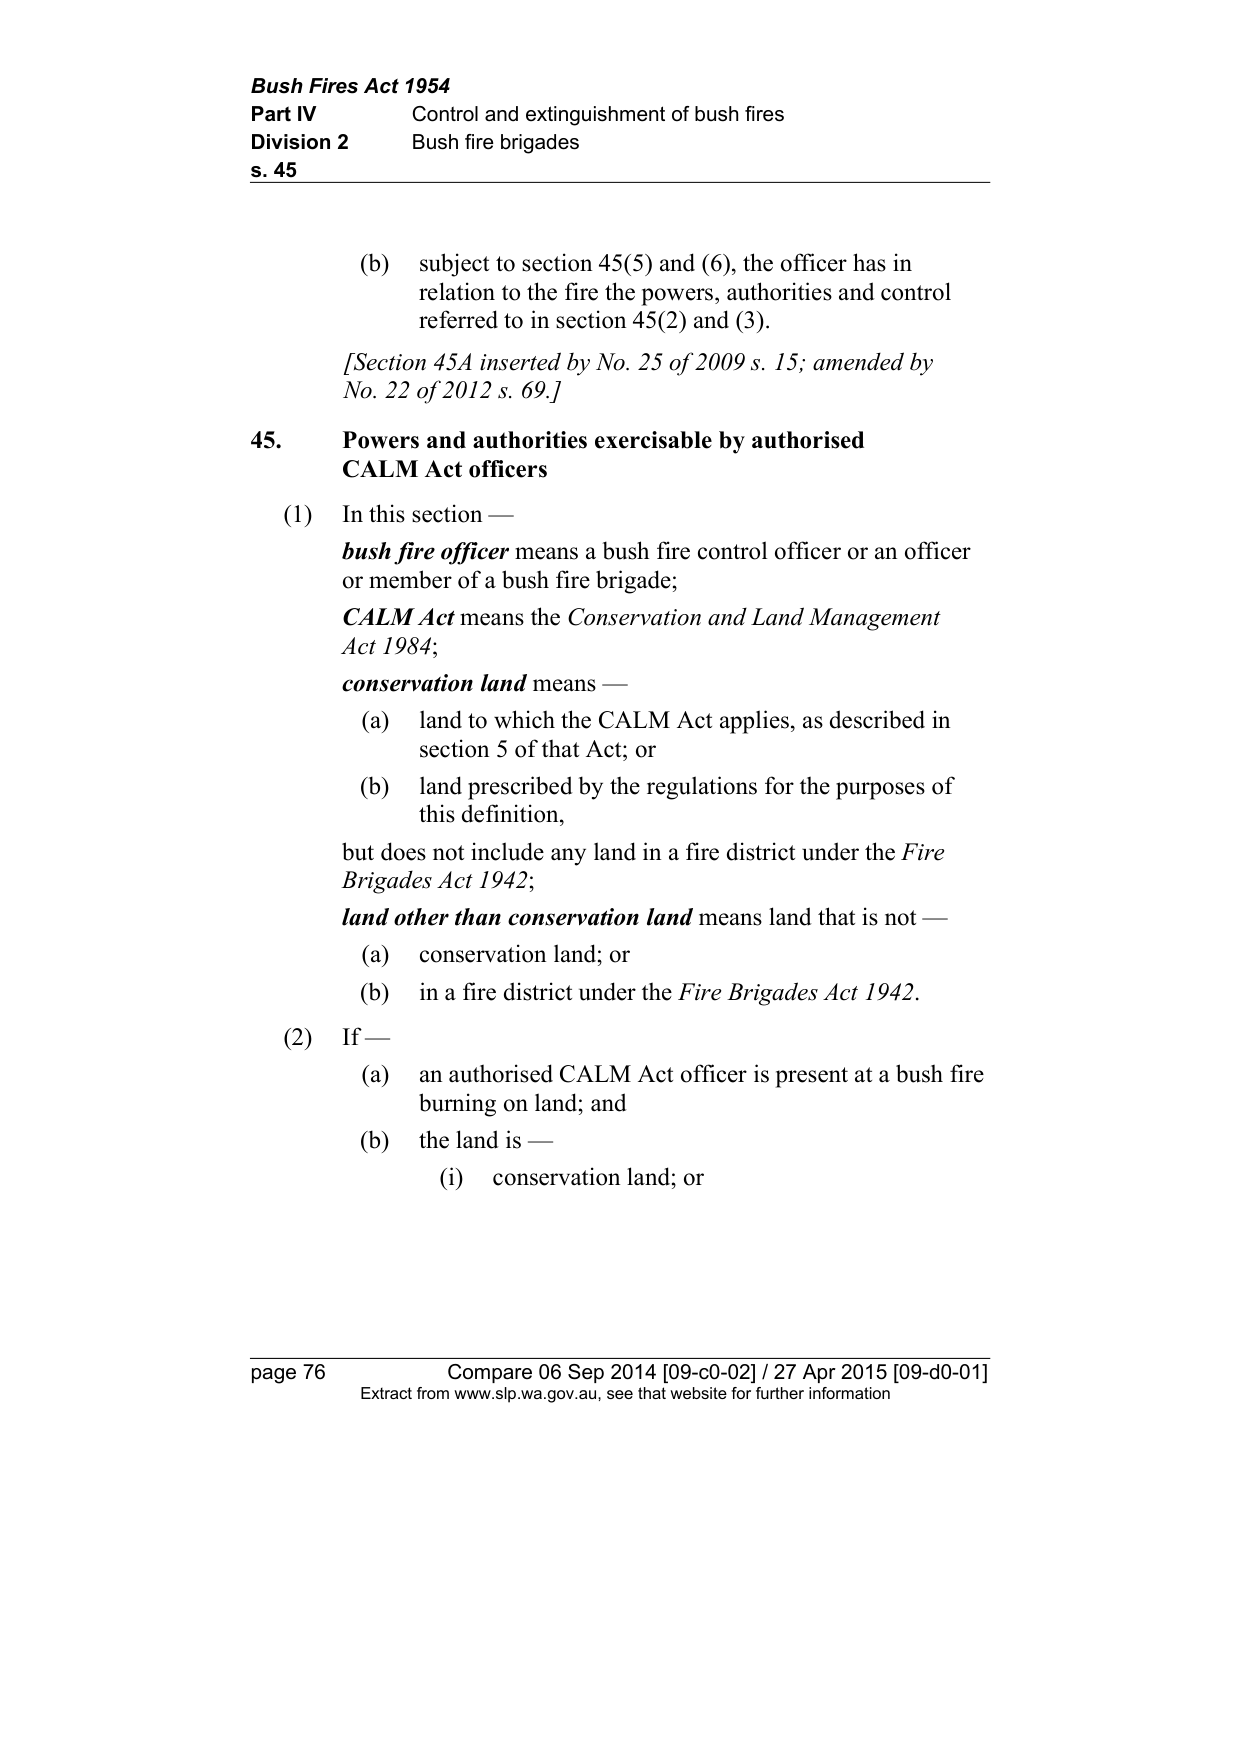 Bush Fires Act 1954
Part IV Control and extinguishment of bush fires
Division 2 Bush fire brigades
s. 45
(b) subject to section 45(5) and (6), the officer has in
relation to the fire the powers, authorities and control
referred to in section 45(2) and (3).
[Section 45A inserted by No. 25 of 2009 s. 15; amended by
No. 22 of 2012 s. 69.]
45. Powers and authorities exercisable by authorised
CALM Act officers
(1) In this section —
bush fire officer means a bush fire control officer or an officer
or member of a bush fire brigade;
CALM Act means the Conservation and Land Management
Act 1984;
conservation land means —
(a) land to which the CALM Act applies, as described in
section 5 of that Act; or
(b) land prescribed by the regulations for the purposes of
this definition,
but does not include any land in a fire district under the Fire
Brigades Act 1942;
land other than conservation land means land that is not —
(a) conservation land; or
(b) in a fire district under the Fire Brigades Act 1942.
(2) If —
(a) an authorised CALM Act officer is present at a bush fire
burning on land; and
(b) the land is —
(i) conservation land; or
page 76 Compare 06 Sep 2014 [09-c0-02] / 27 Apr 2015 [09-d0-01]
Extract from www.slp.wa.gov.au, see that website for further information